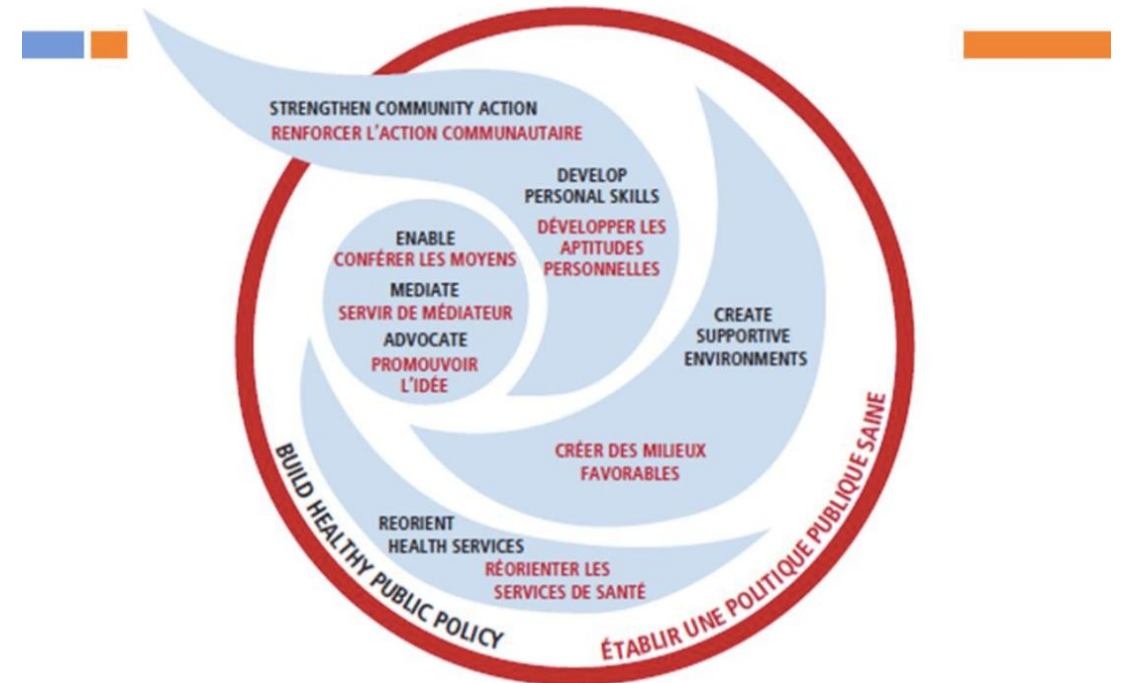 STRENGTHEN COMMUNITY ACTION
RENFORCER L'ACTION COMMUNAUTAIRE
DEVELOP
PERSONAL SKILLS
DÉVELOPPER LES
APTITUDES
PERSONNELLES
ENABLE
CONFÉRER LES MOYENS
MEDIATE
SERVIR DE MÉDIATEUR
ADVOCATE
PROMOUVOIR
L'IDÉE
CREATE
SUPPORTIVE
ENVIRONMENTS
CRÉER DES MILIEUX
FAVORABLES
REORIENT
HEALTH SERVICES
RÉORIENTER LES
SERVICES DE SANTÉ
BUILD HEALTHY PUBLIC POLICY
ÉTABLIR UNE POLITIQUE PUBLIQUE SAINE